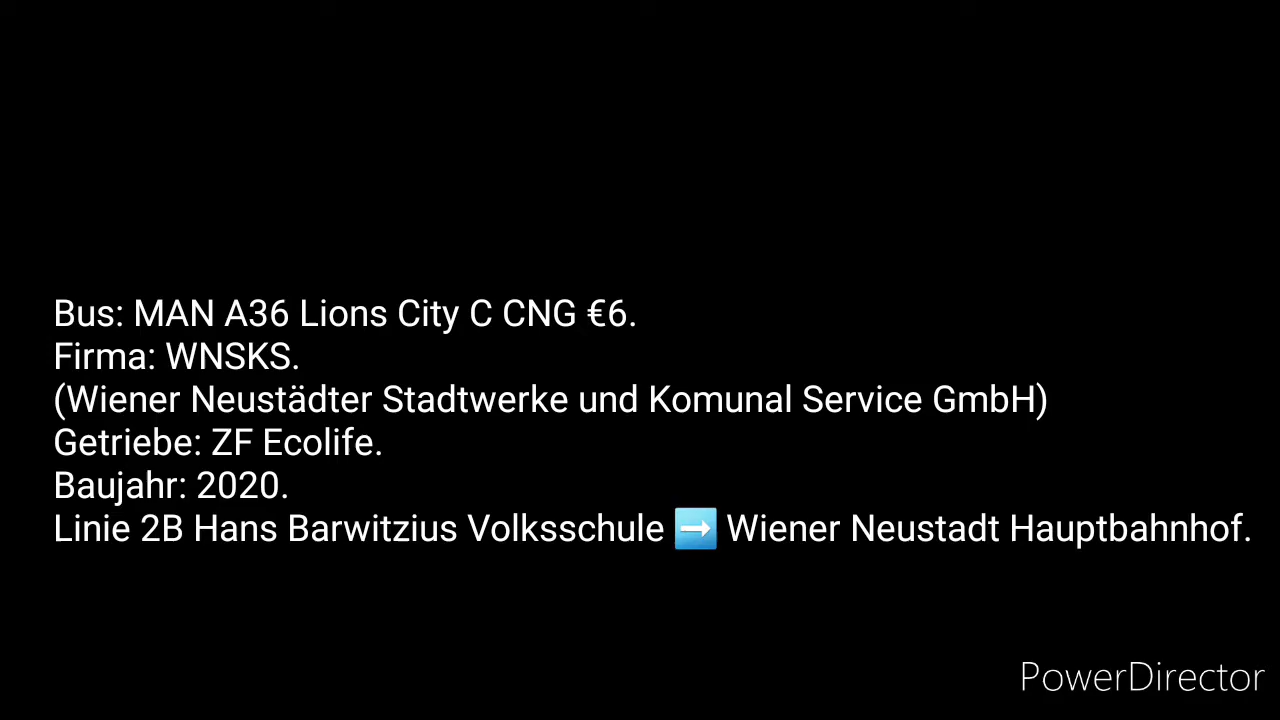 Bus: MAN A36 Lions City C CNG €6.
Firma: WNSKS.
(Wiener Neustädter Stadtwerke und Komunal Service GmbH)
Getriebe: ZF Ecolife.
Baujahr: 2020.
Linie 2B Hans Barwitzius Volksschule ➡️ Wiener Neustadt Hauptbahnhof.
PowerDirector